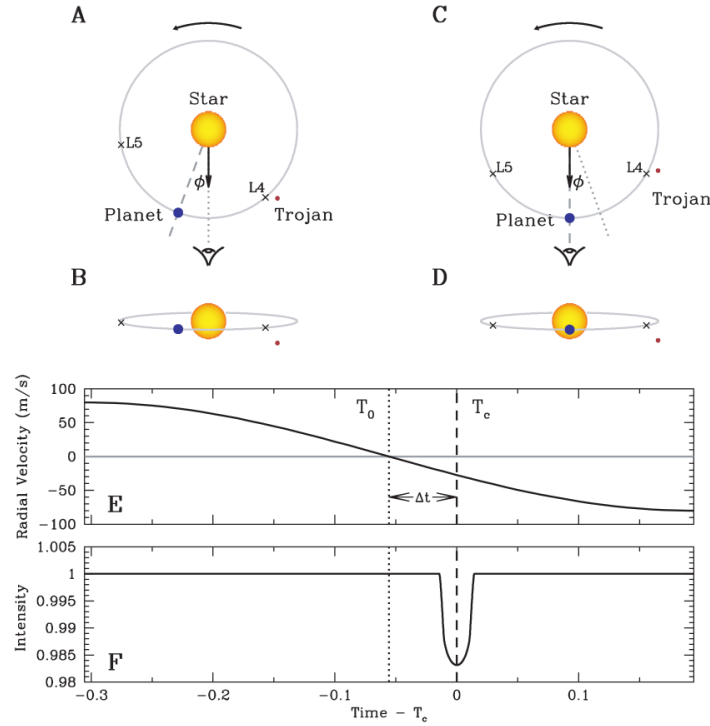 A
C
Star
Star
L5
L4
ϕ
Planet
Trojan
L5
L4
ϕ
Planet
Trojan
B
D
Radial Velocity (m/s)
100
50
0
−50
−100
T₀
T_c
Δt
E
Intensity
1.005
1
0.995
0.99
0.985
0.98
F
−0.3
−0.2
−0.1
0
0.1
Time − T_c